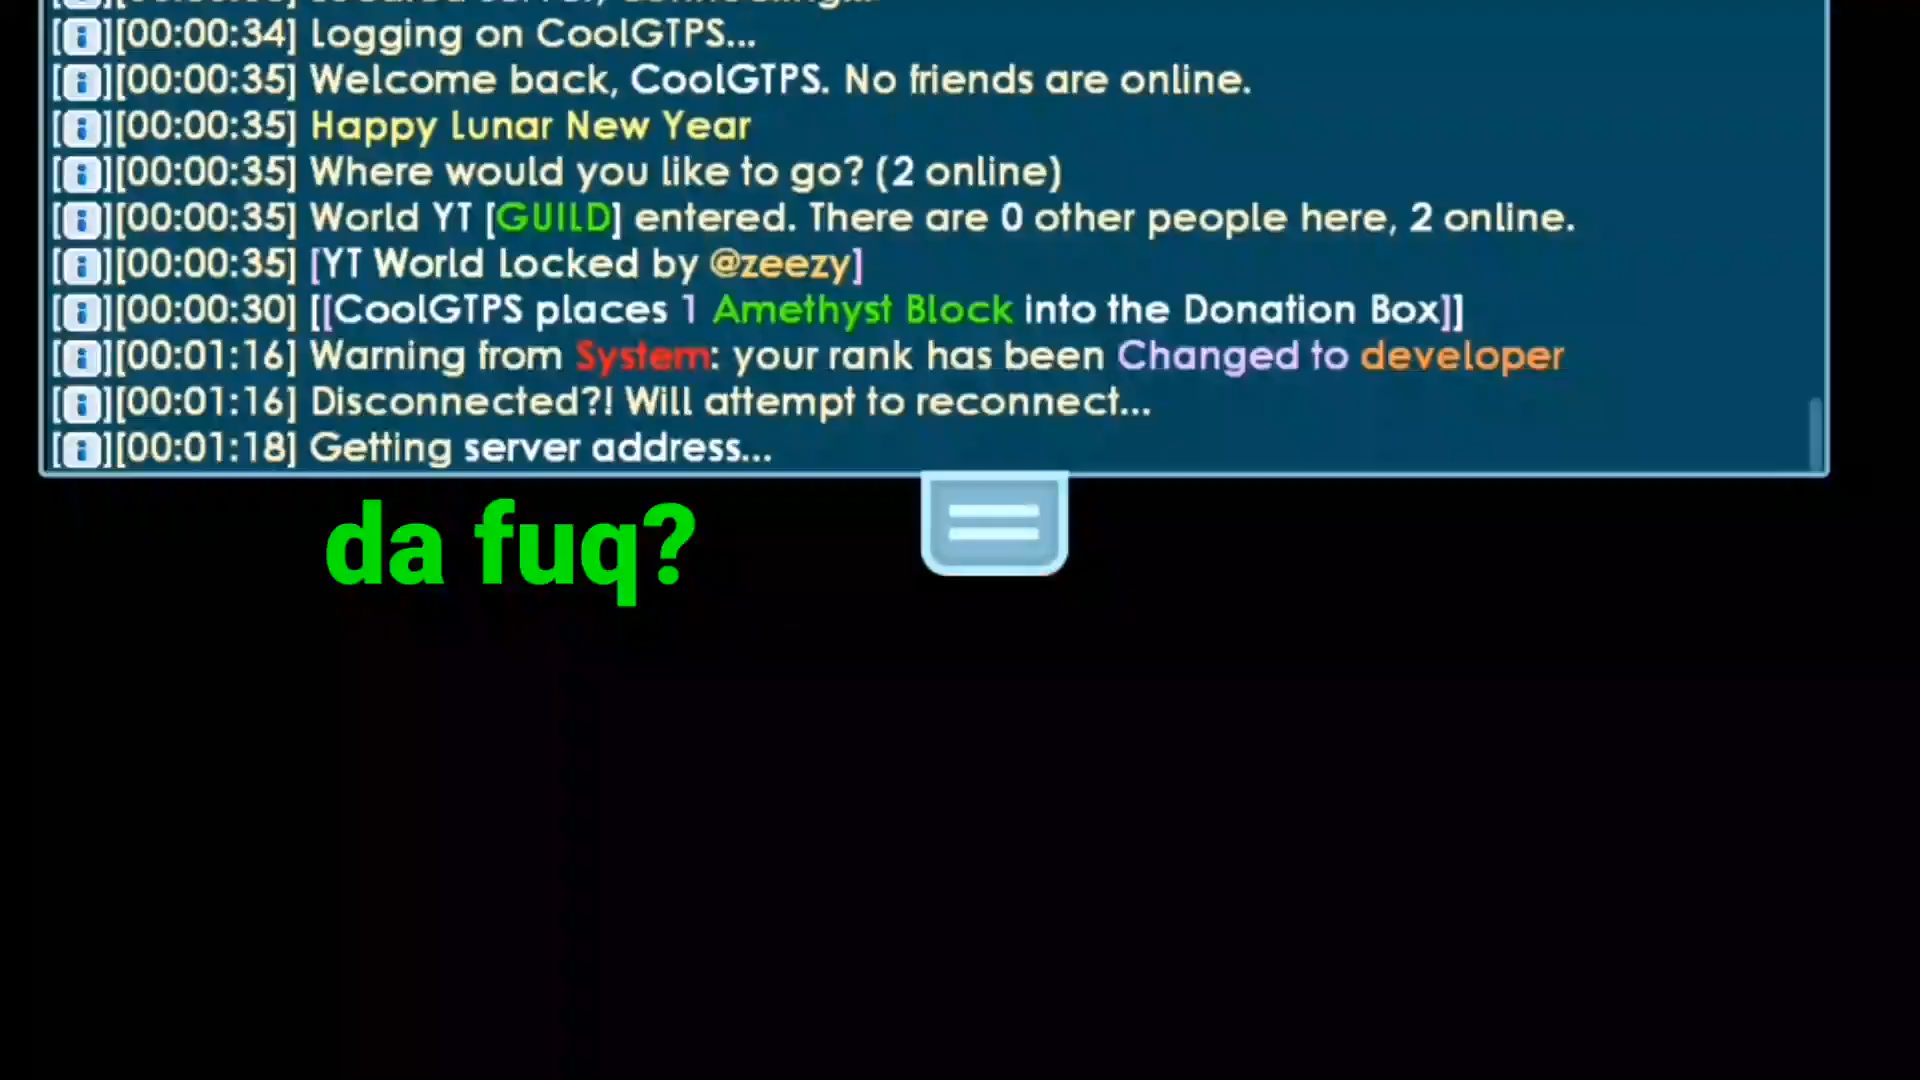 [i][00:00:34] Logging on CoolGTPS...
[i][00:00:35] Welcome back, CoolGTPS. No friends are online.
[i][00:00:35] Happy Lunar New Year
[i][00:00:35] Where would you like to go? (2 online)
[i][00:00:35] World YT [GUILD] entered. There are 0 other people here, 2 online.
[i][00:00:35] [YT World Locked by @zeezy]
[i][00:00:30] [[CoolGTPS places 1 Amethyst Block into the Donation Box]]
[i][00:01:16] Warning from System: your rank has been Changed to developer
[i][00:01:16] Disconnected?! Will attempt to reconnect...
[i][00:01:18] Getting server address...
da fuq?